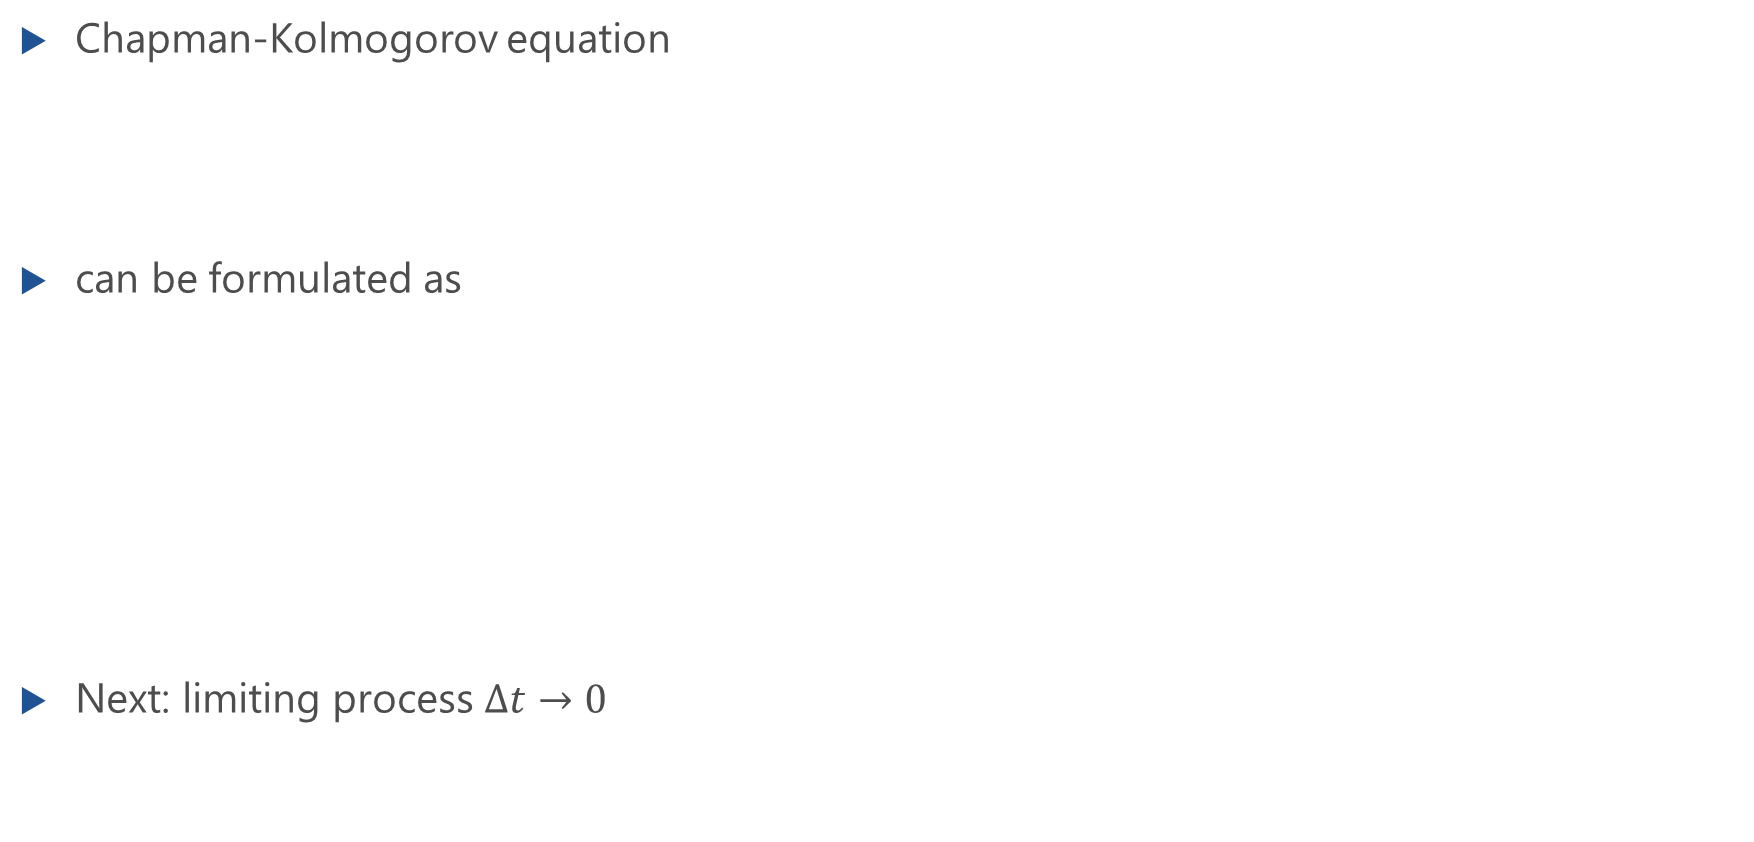 Chapman-Kolmogorov equation
can be formulated as
Next: limiting process Δt → 0